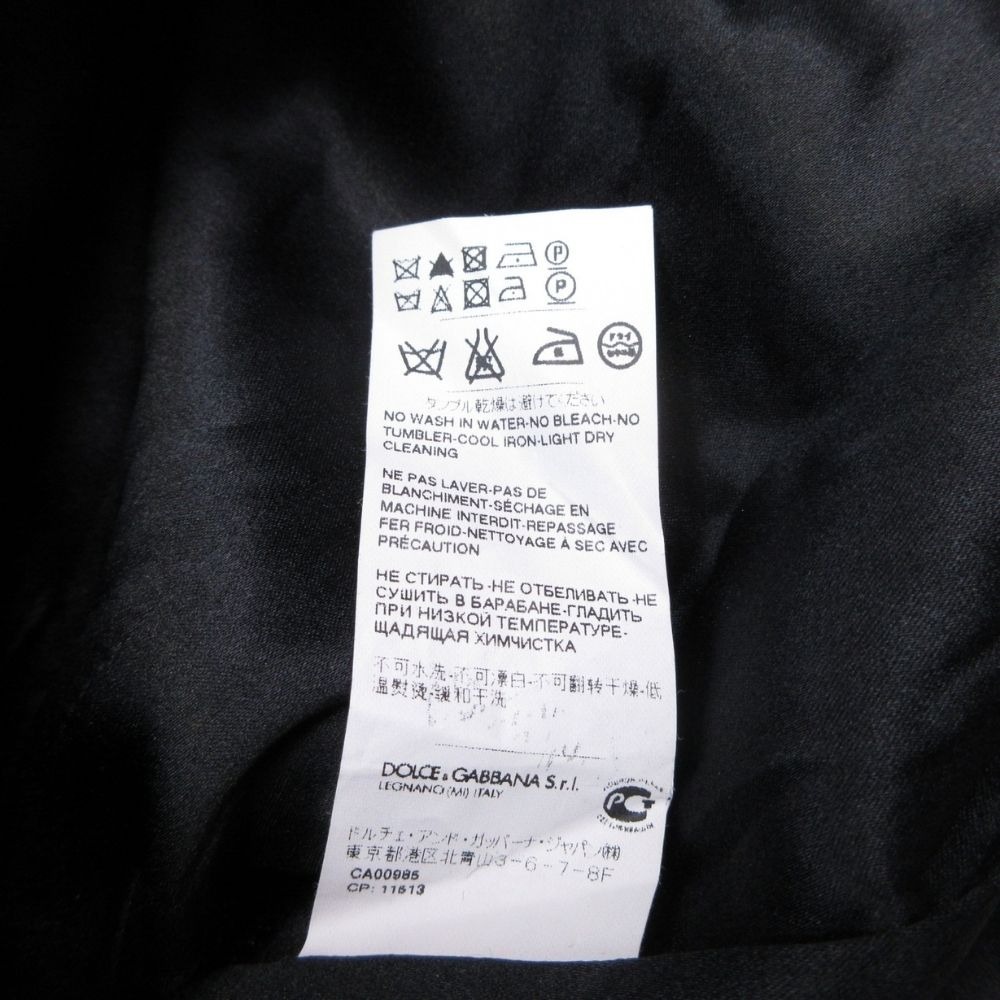 P
P
ドライ
タンブル乾燥は避けてください
NO WASH IN WATER-NO BLEACH-NO
TUMBLER-COOL IRON-LIGHT DRY
CLEANING
NE PAS LAVER-PAS DE
BLANCHIMENT-SÉCHAGE EN
MACHINE INTERDIT-REPASSAGE
FER FROID-NETTOYAGE À SEC AVEC
PRÉCAUTION
НЕ СТИРАТЬ-НЕ ОТБЕЛИВАТЬ-НЕ
СУШИТЬ В БАРАБАНЕ-ГЛАДИТЬ
ПРИ НИЗКОЙ ТЕМПЕРАТУРЕ-
ЩАДЯЩАЯ ХИМЧИСТКА
不可水洗-不可漂白-不可翻转干燥-低
温熨烫-缓和干洗
DOLCE & GABBANA S.r.l.
LEGNANO (MI) ITALY
ドルチェ・アンド・ガッバーナ・ジャパン(株)
東京都港区北青山3-6-7-8F
CA00985
CP: 11513